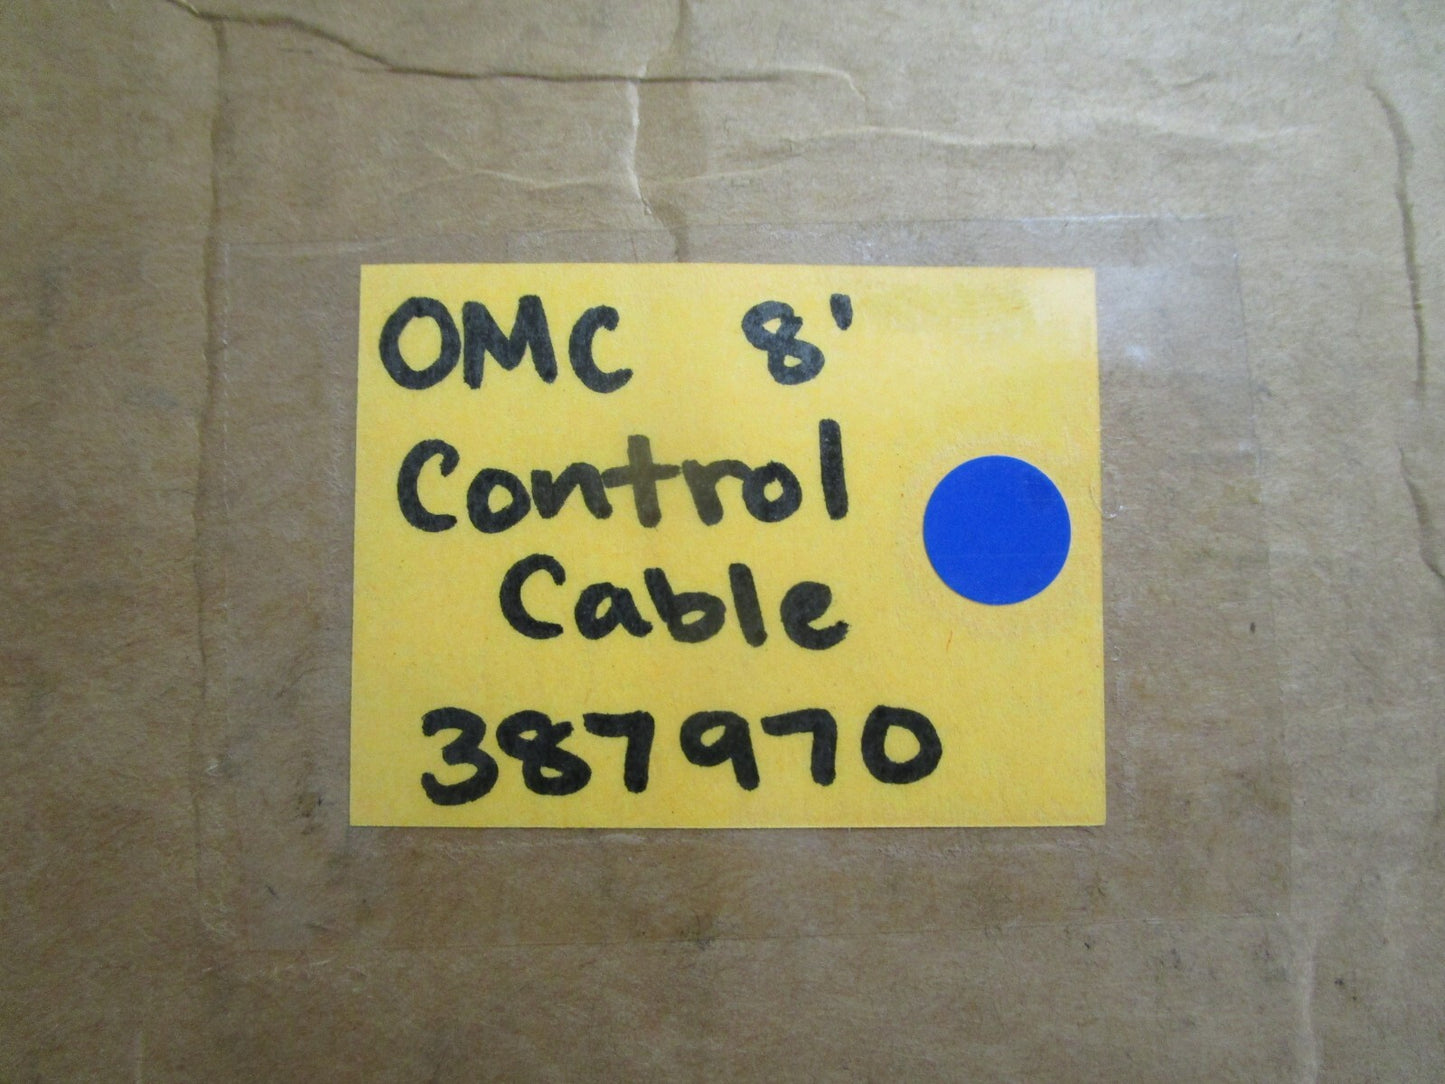 OMC 8'
Control
Cable
387970